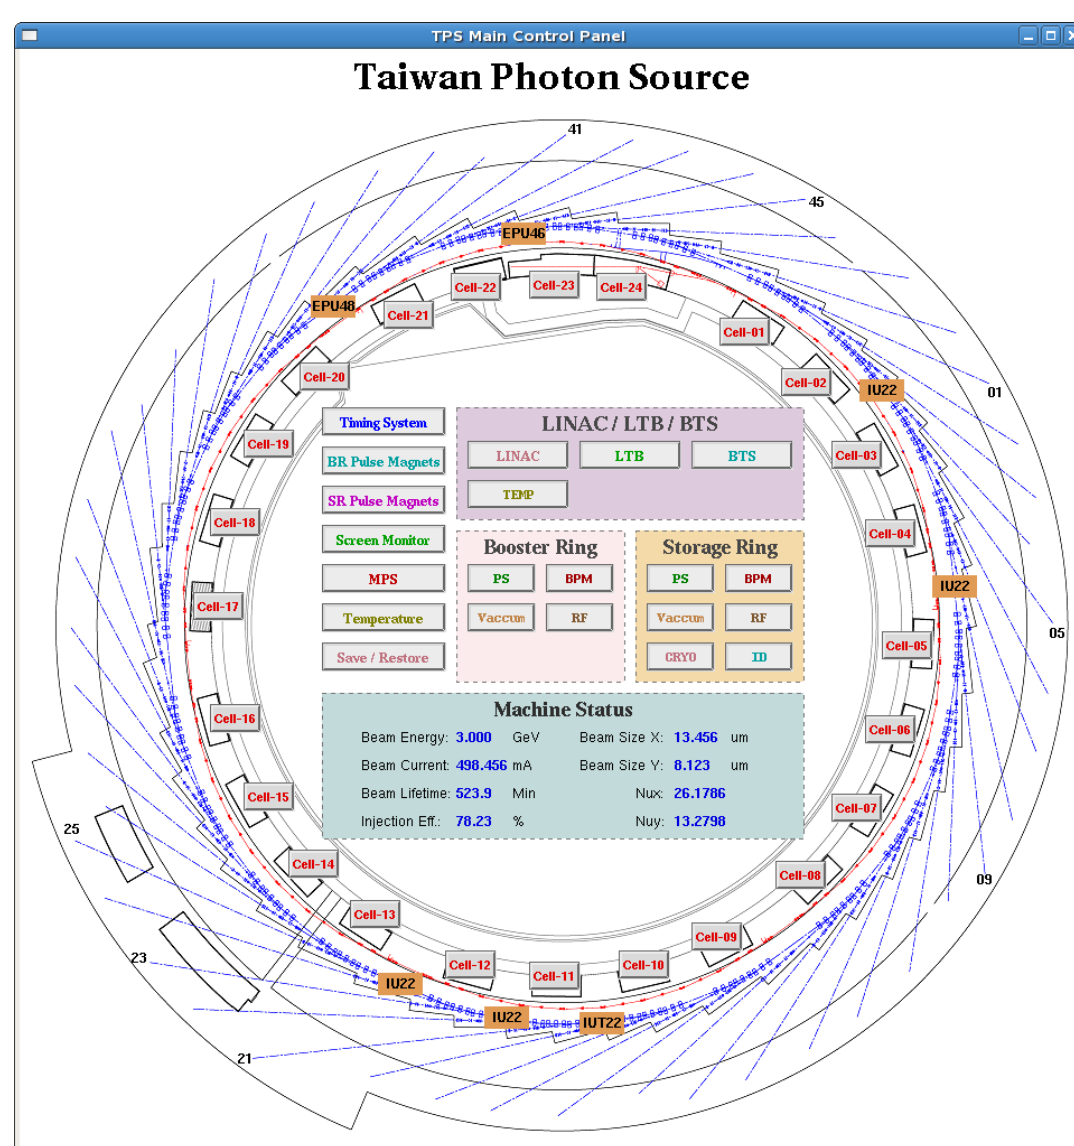 TPS Main Control Panel
Taiwan Photon Source
41
45
EPU46
EPU48
Cell-22
Cell-23
Cell-24
Cell-21
Cell-01
Cell-20
Cell-02
IU22
01
Cell-19
Cell-03
Cell-18
Cell-04
Cell-17
IU22
05
Cell-05
Cell-16
Cell-06
Cell-15
Cell-07
25
Cell-14
Cell-08
09
Cell-13
Cell-09
23
Cell-12
Cell-11
Cell-10
IU22
IU22
IUT22
21
Timing System
BR Pulse Magnets
SR Pulse Magnets
Screen Monitor
MPS
Temperature
Save / Restore
LINAC / LTB / BTS
LINAC LTB BTS
TEMP
Booster Ring
PS BPM
Vaccum RF
Storage Ring
PS BPM
Vaccum RF
CRYO ID
Machine Status
Beam Energy: 3.000 GeV Beam Size X: 13.456 um
Beam Current: 498.456 mA Beam Size Y: 8.123 um
Beam Lifetime: 523.9 Min Nux: 26.1786
Injection Eff.: 78.23 % Nuy: 13.2798